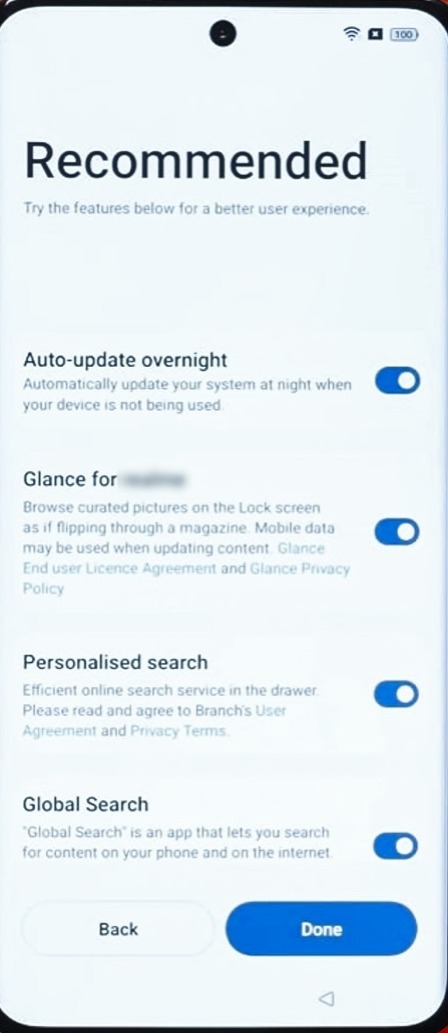 100
Recommended
Try the features below for a better user experience.
Auto-update overnight
Automatically update your system at night when
your device is not being used.
Glance for
Browse curated pictures on the Lock screen
as if flipping through a magazine. Mobile data
may be used when updating content. Glance
End user Licence Agreement and Glance Privacy
Policy
Personalised search
Efficient online search service in the drawer.
Please read and agree to Branch's User
Agreement and Privacy Terms.
Global Search
"Global Search" is an app that lets you search
for content on your phone and on the internet.
Back
Done